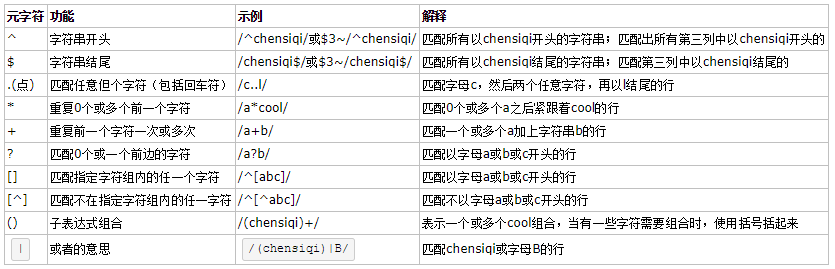 元字符 功能 示例 解释
^ 字符串开头 /^chensiqi/或$3~/^chensiqi/ 匹配所有以chensiqi开头的字符串；匹配出所有第三列中以chensiqi开头的
$ 字符串结尾 /chensiqi$/或$3~/chensiqi$/ 匹配所有以chensiqi结尾的字符串；匹配第三列中以chensiqi结尾的
.(点) 匹配任意但个字符（包括回车符） /c..l/ 匹配字母c，然后两个任意字符，再以l结尾的行
* 重复0个或多个前一个字符 /a*cool/ 匹配0个或多个a之后紧跟着cool的行
+ 重复前一个字符一次或多次 /a+b/ 匹配一个或多个a加上字符串b的行
? 匹配0个或一个前边的字符 /a?b/ 匹配以字母a或b或c开头的行
[] 匹配指定字符组内的任一个字符 /^[abc]/ 匹配以字母a或b或c开头的行
[^] 匹配不在指定字符组内的任一字符 /^[^abc]/ 匹配不以字母a或b或c开头的行
() 子表达式组合 /(chensiqi)+/ 表示一个或多个cool组合，当有一些字符需要组合时，使用括号括起来
| 或者的意思 /(chensiqi)|B/ 匹配chensiqi或字母B的行